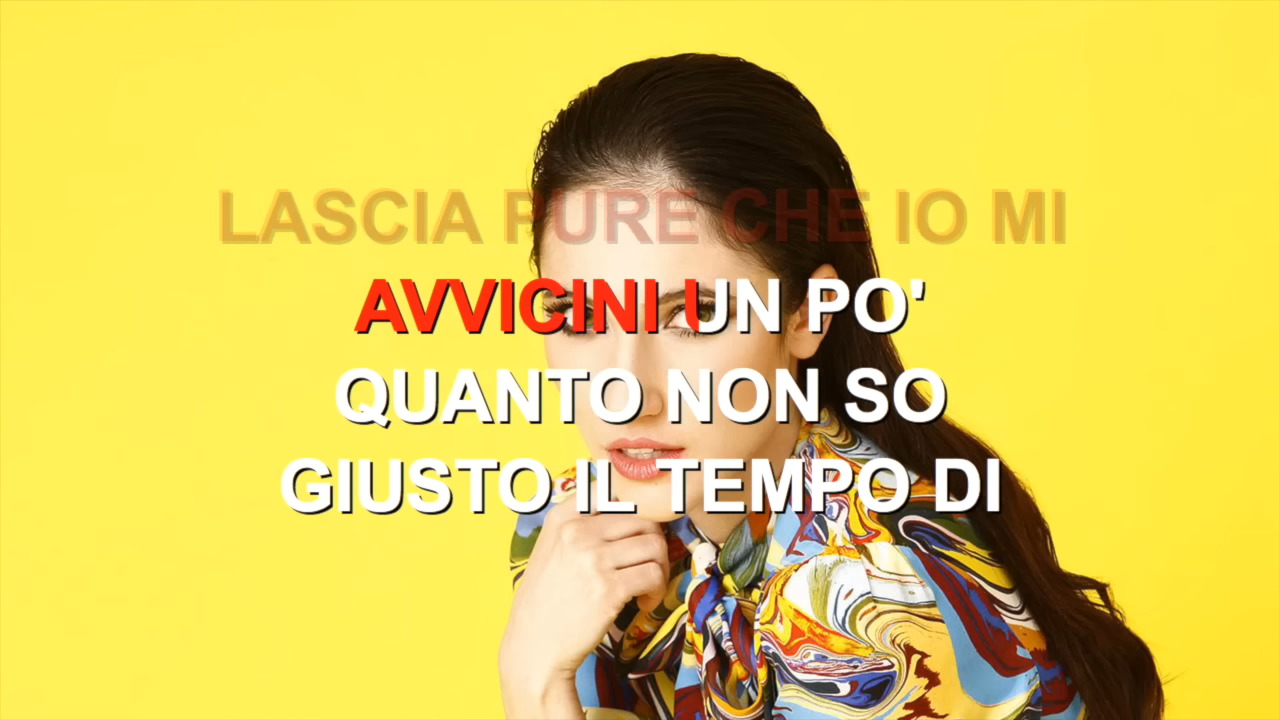 LASCIA PURE CHE IO MI
AVVICINI UN PO'
QUANTO NON SO
GIUSTO IL TEMPO DI